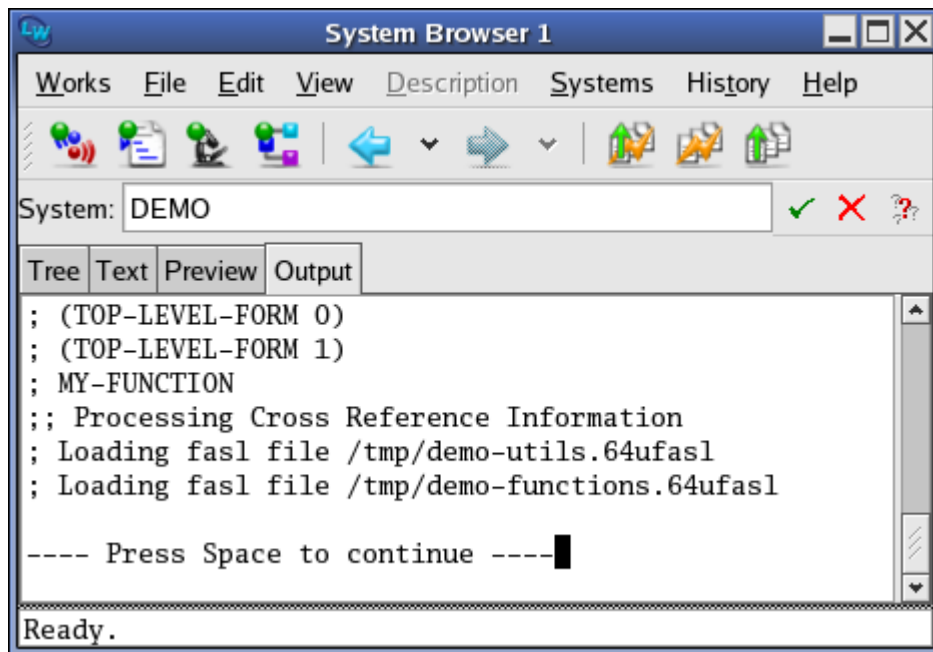 LW System Browser 1
Works File Edit View Description Systems History Help
System: DEMO
Tree Text Preview Output
; (TOP-LEVEL-FORM 0)
; (TOP-LEVEL-FORM 1)
; MY-FUNCTION
;; Processing Cross Reference Information
; Loading fasl file /tmp/demo-utils.64ufasl
; Loading fasl file /tmp/demo-functions.64ufasl
---- Press Space to continue ----
Ready.